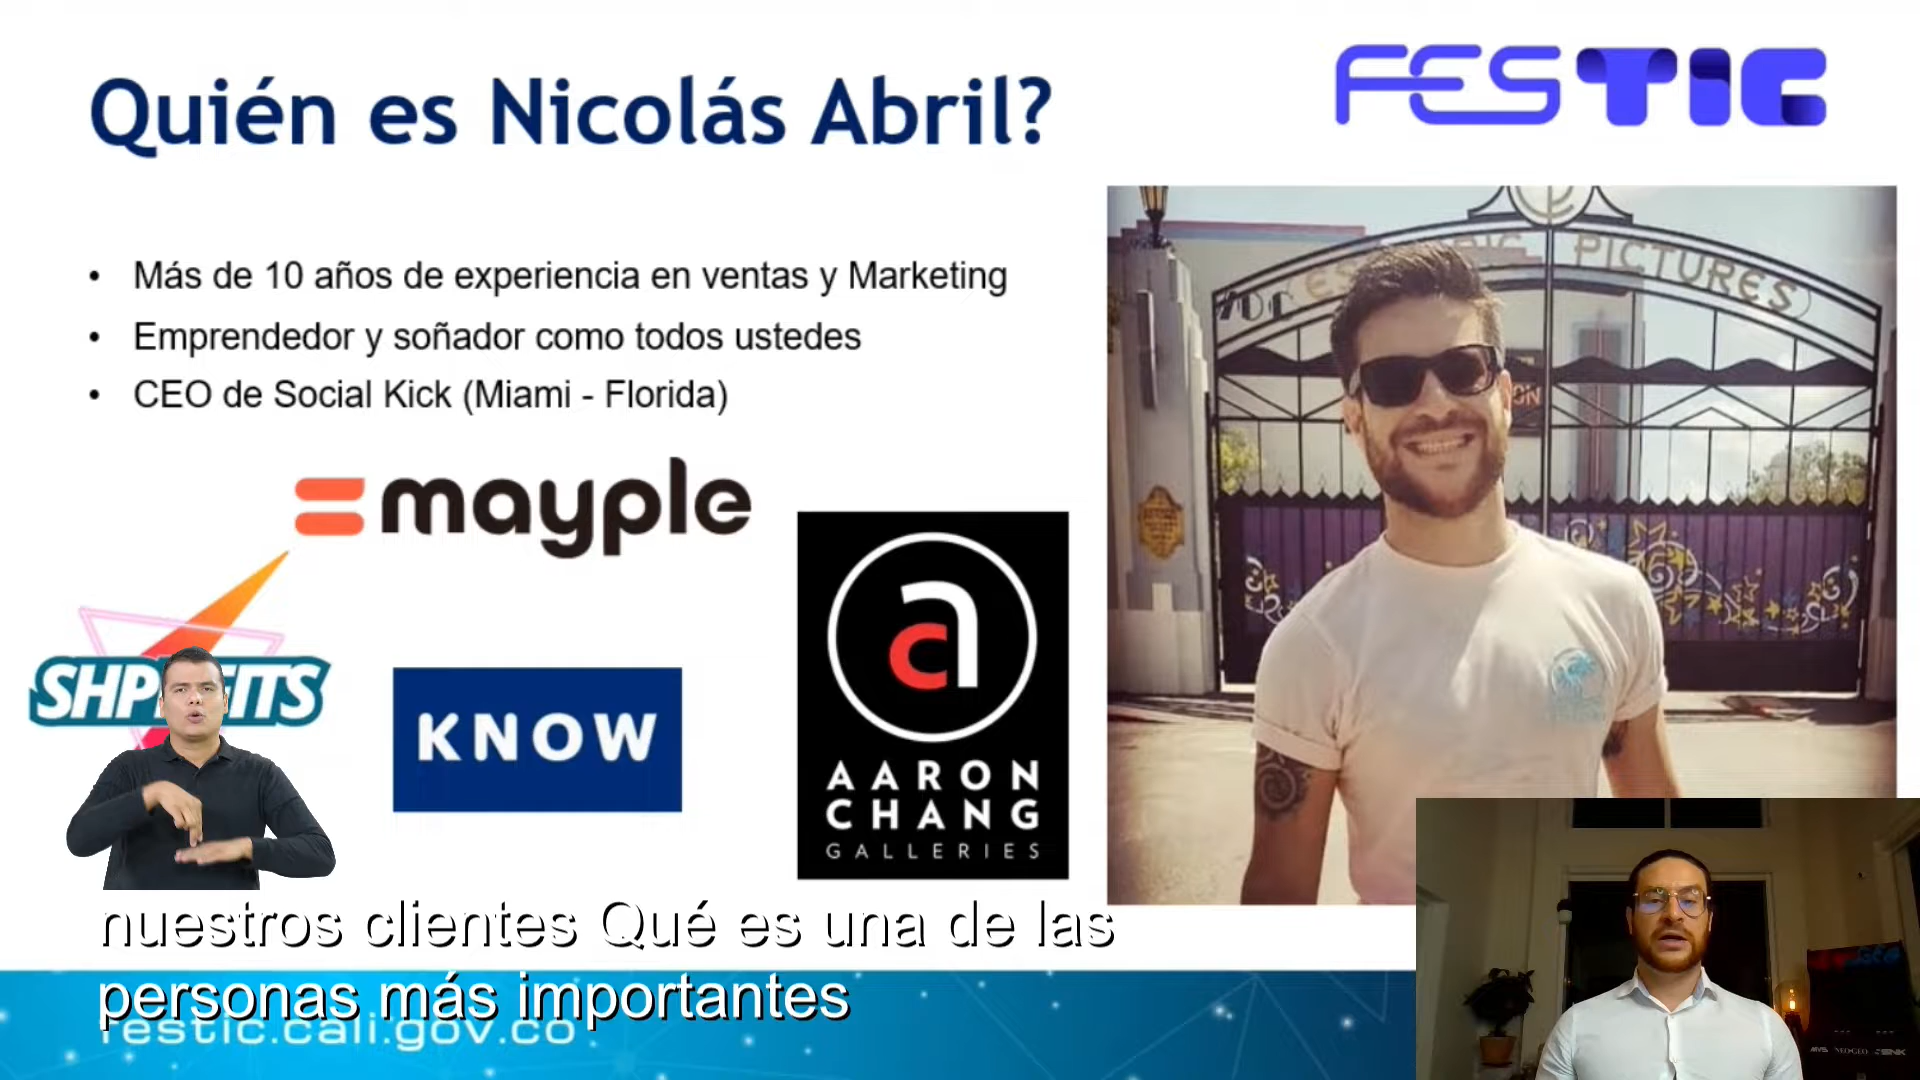 Quién es Nicolás Abril?
FESTIC
• Más de 10 años de experiencia en ventas y Marketing
• Emprendedor y soñador como todos ustedes
• CEO de Social Kick (Miami - Florida)
PICTURES
mayple
KNOW
AARON
CHANG
GALLERIES
nuestros clientes Qué es una de las
personas más importantes
festic.cali.gov.co
NEOGEO